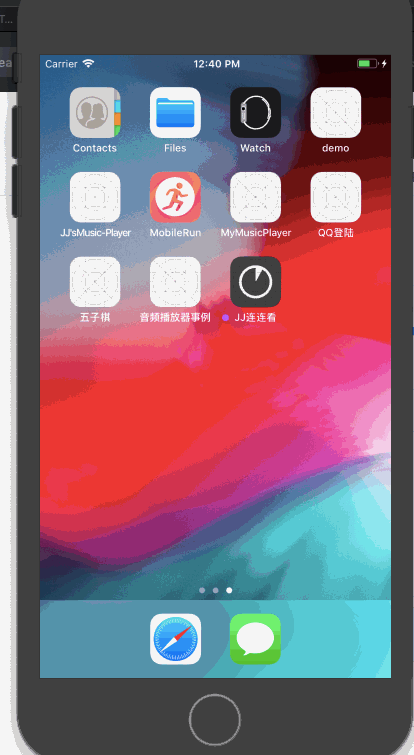 T...
ea
Carrier 12:40 PM
Contacts Files Watch demo
JJ'sMusic-Player MobileRun MyMusicPlayer QQ登陆
五子棋 音频播放器事例 JJ连连看